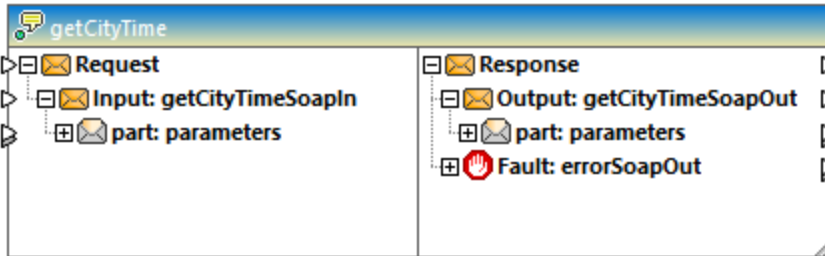 getCityTime
Request
Input: getCityTimeSoapIn
part: parameters
Response
Output: getCityTimeSoapOut
part: parameters
Fault: errorSoapOut